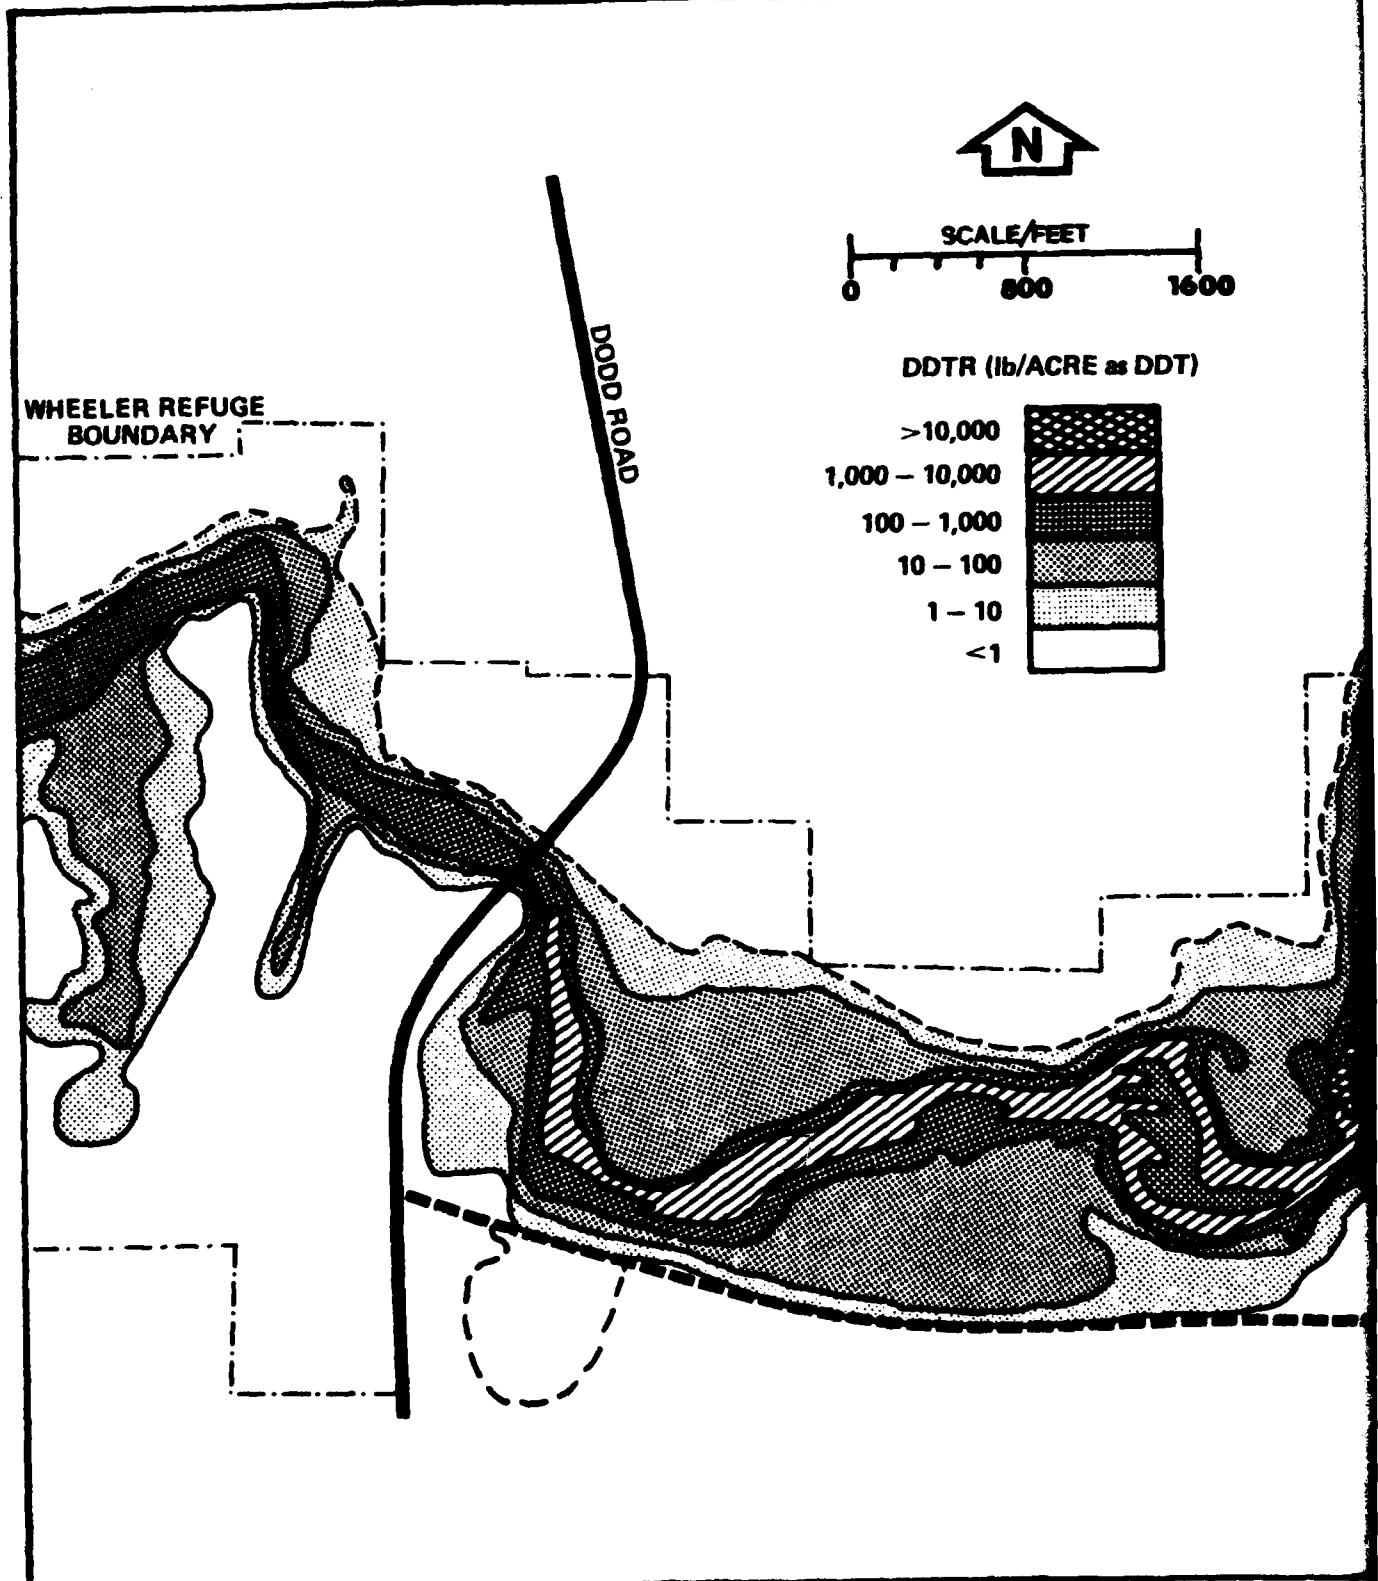 N
SCALE/FEET
0 800 1600
DODD ROAD
DDTR (lb/ACRE as DDT)
>10,000
1,000 – 10,000
100 – 1,000
10 – 100
1 – 10
<1
WHEELER REFUGE
BOUNDARY